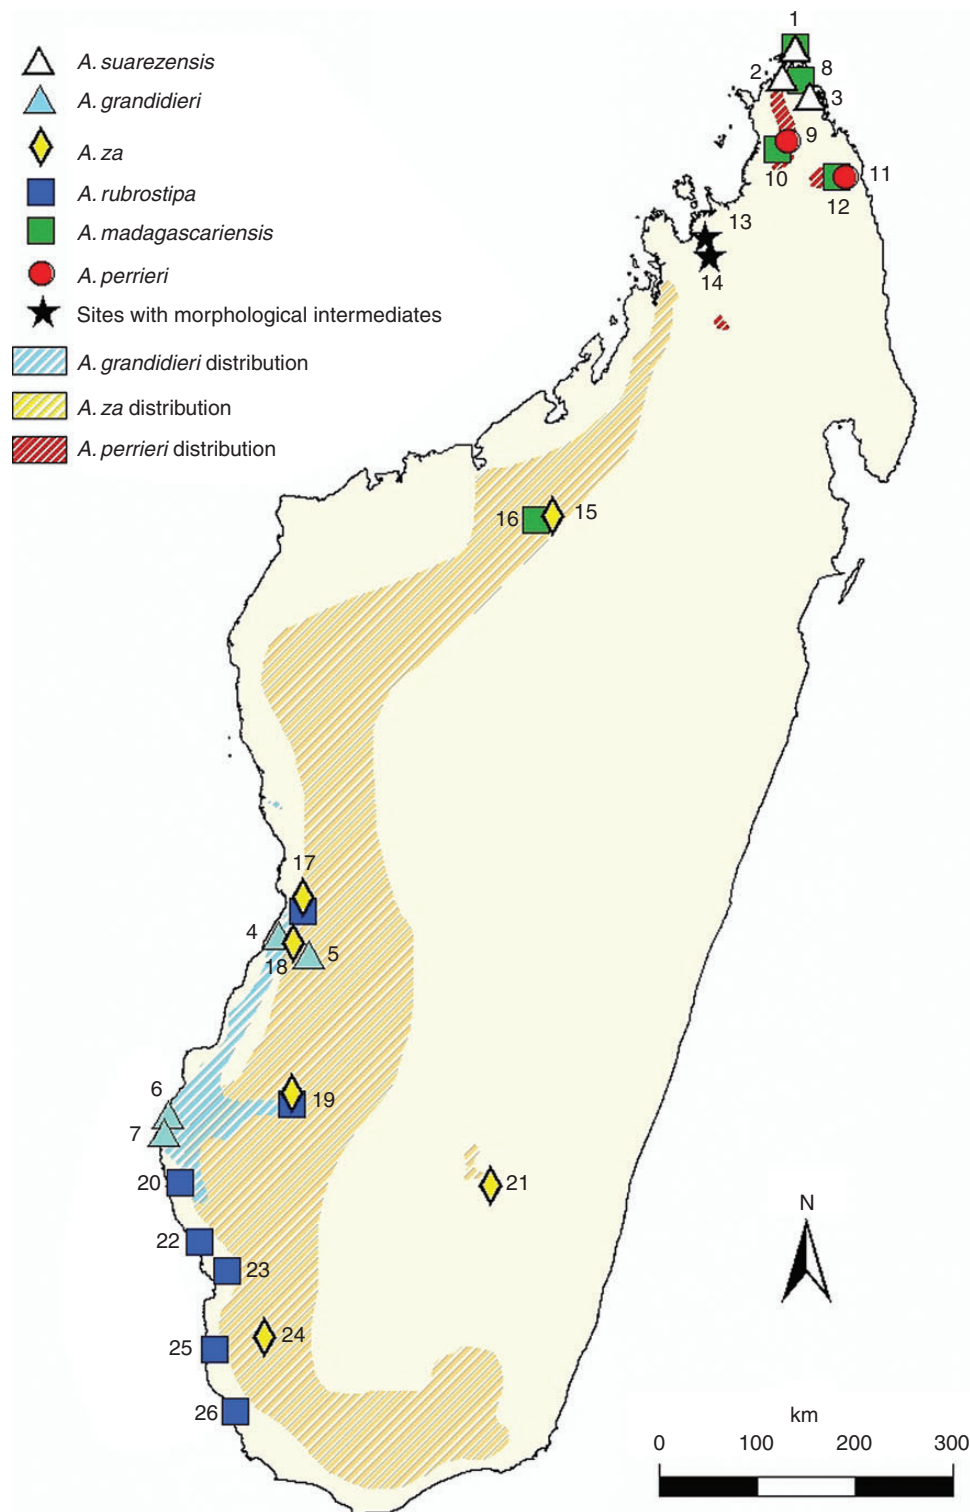 A. suarezensis
A. grandidieri
A. za
A. rubrostipa
A. madagascariensis
A. perrieri
Sites with morphological intermediates
A. grandidieri distribution
A. za distribution
A. perrieri distribution
1
2
8
3
9
10
11
12
13
14
16
15
17
4
18
5
6
19
7
20
21
22
23
24
25
26
N
km
0 100 200 300